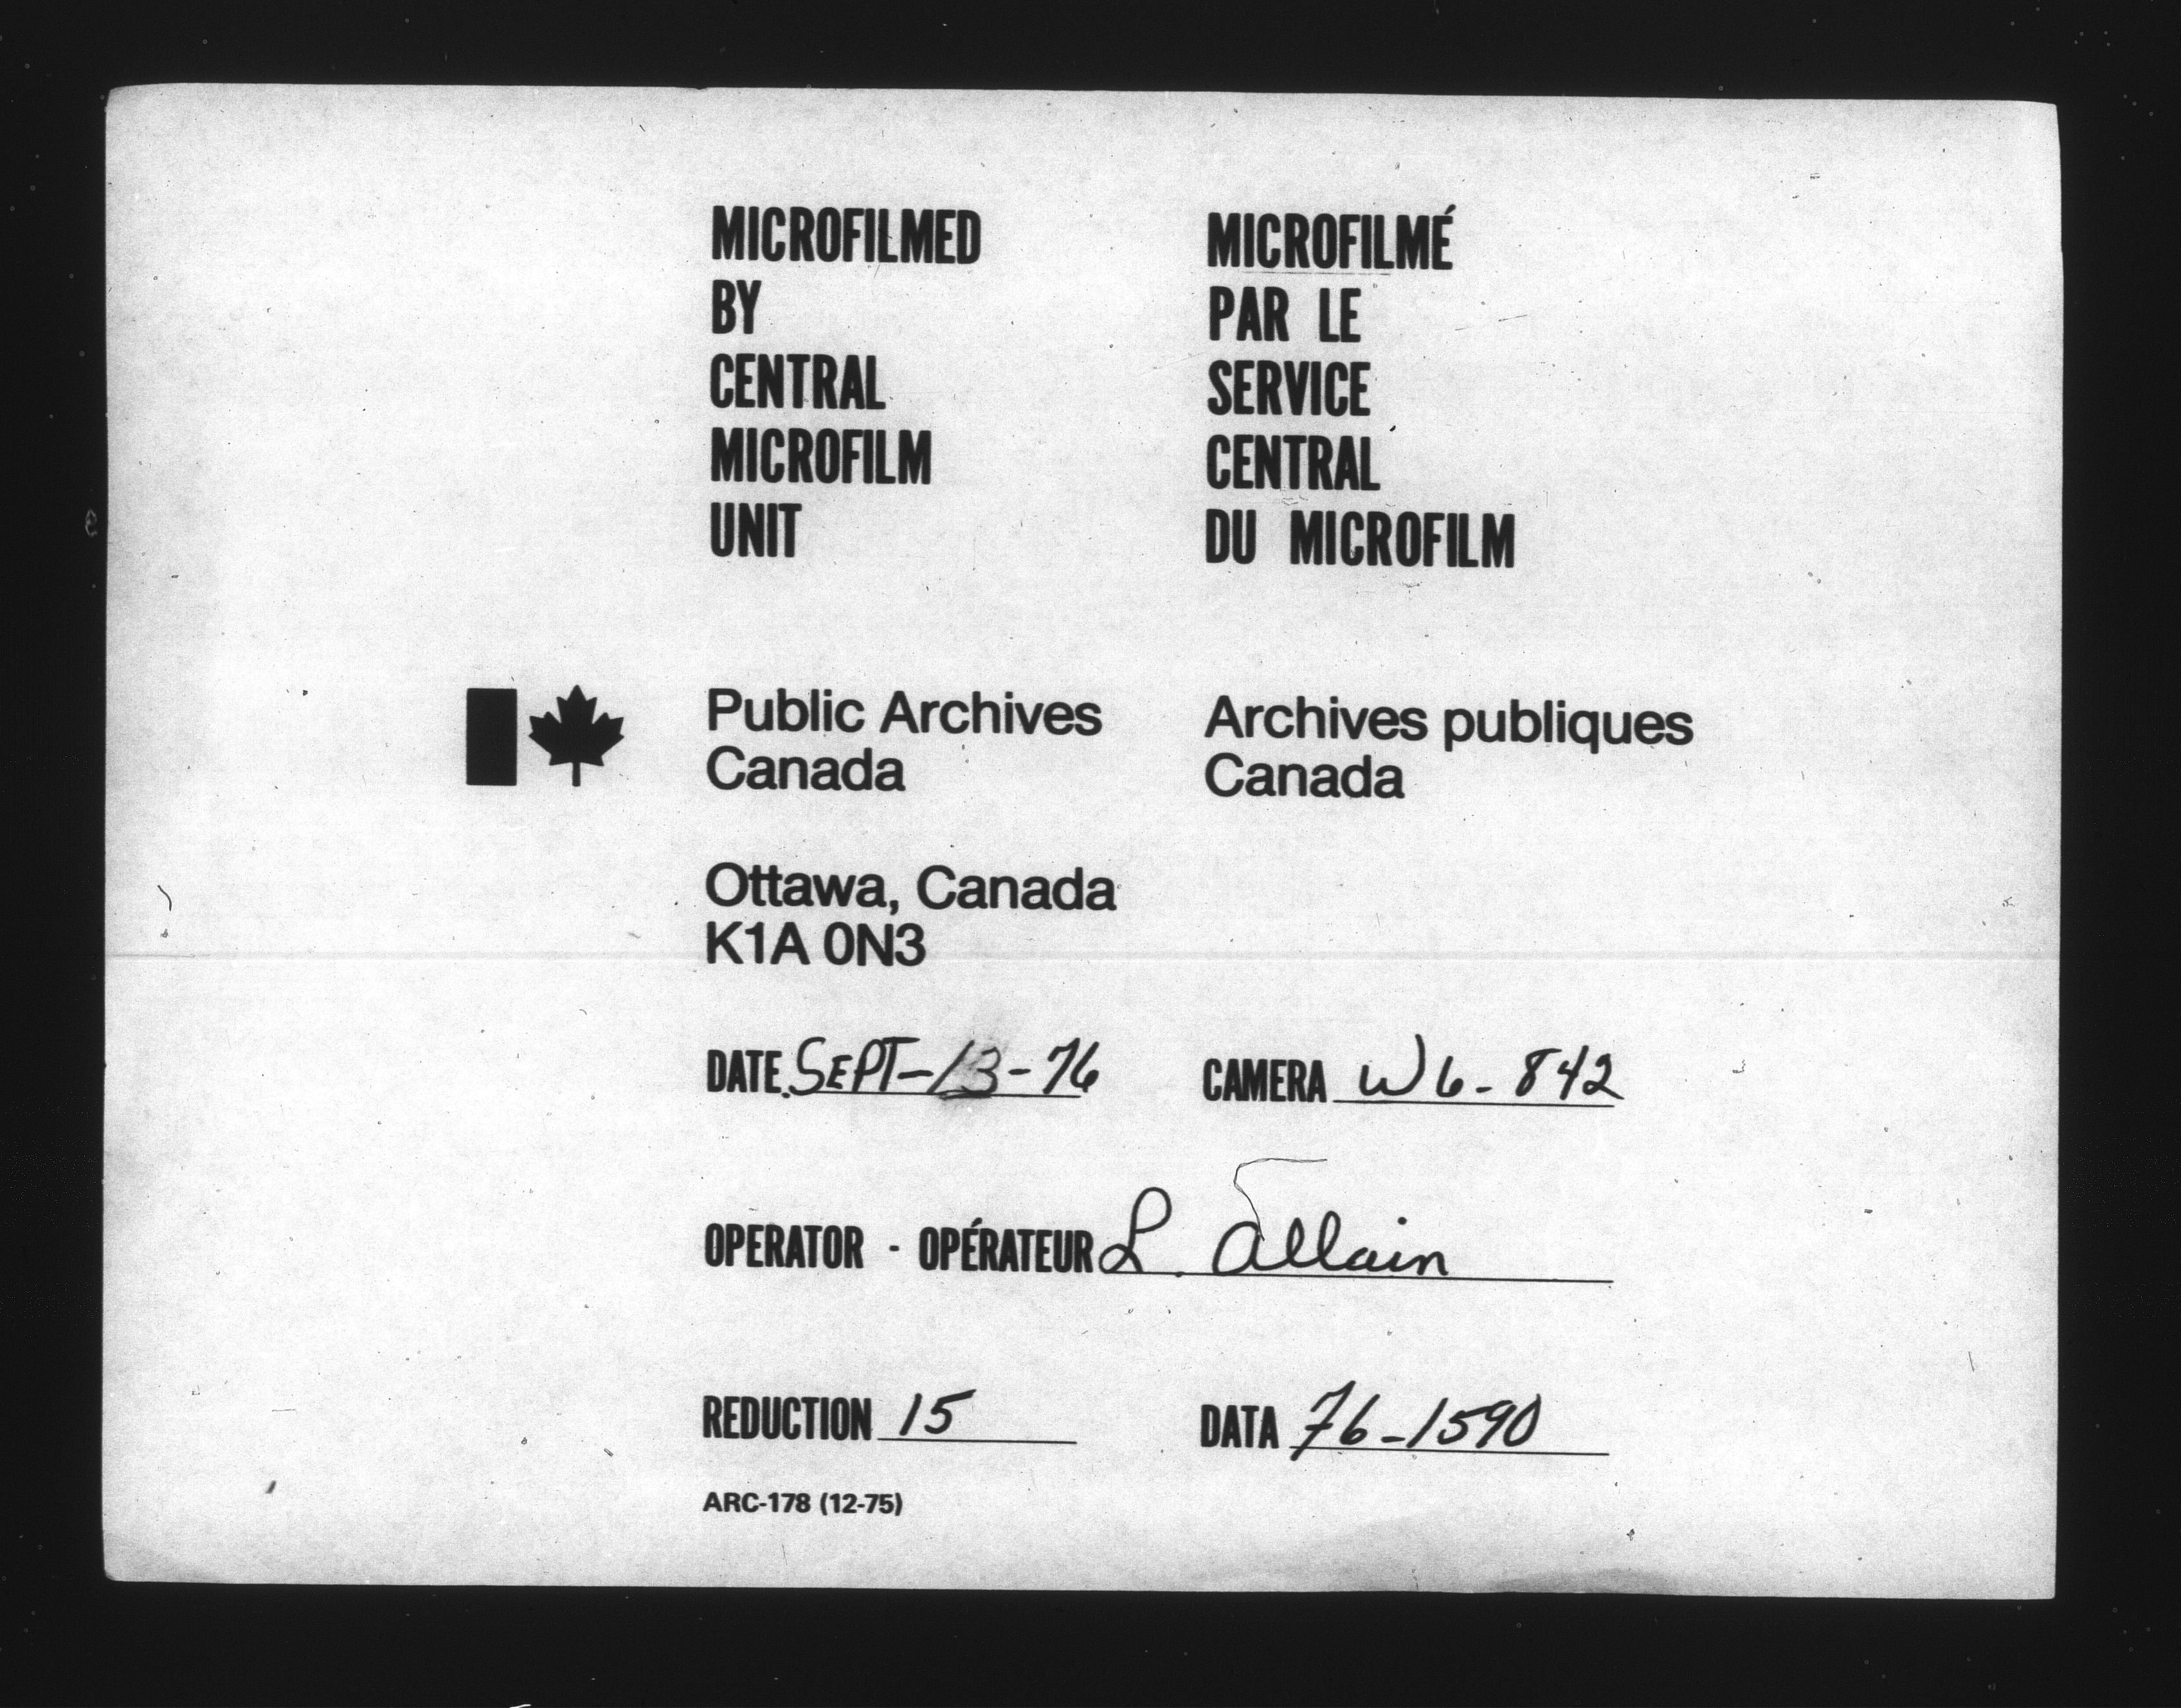 MICROFILMED
BY
CENTRAL
MICROFILM
UNIT
MICROFILMÉ
PAR LE
SERVICE
CENTRAL
DU MICROFILM
Public Archives
Canada
Archives publiques
Canada
Ottawa, Canada
K1A 0N3
DATE SEPT-13-76
CAMERA W6-842
OPERATOR - OPÉRATEUR L. Allain
REDUCTION 15
DATA 76-1590
ARC-178 (12-75)